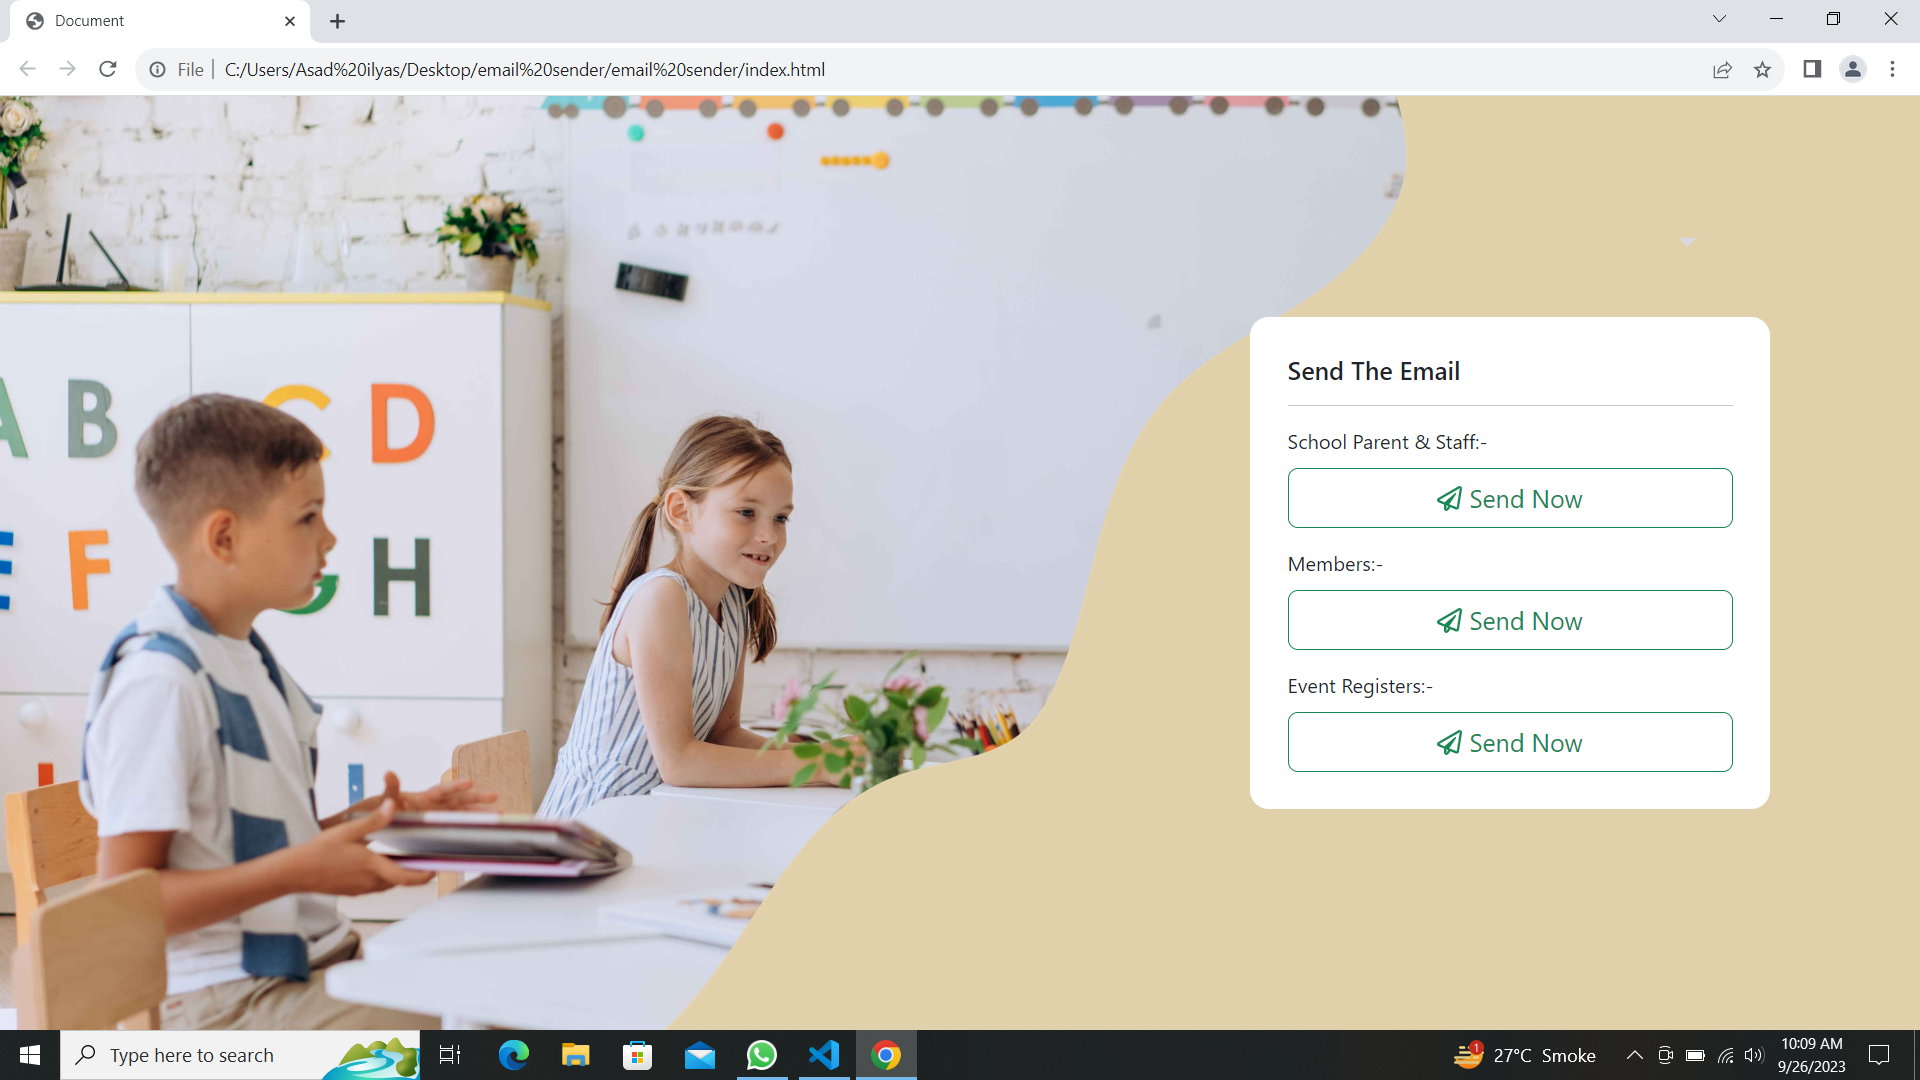 Document
File
C:/Users/Asad%20ilyas/Desktop/email%20sender/email%20sender/index.html
A B C D
E F G H
Send The Email
School Parent & Staff:-
Send Now
Members:-
Send Now
Event Registers:-
Send Now
Type here to search
1
27°C Smoke
10:09 AM
9/26/2023